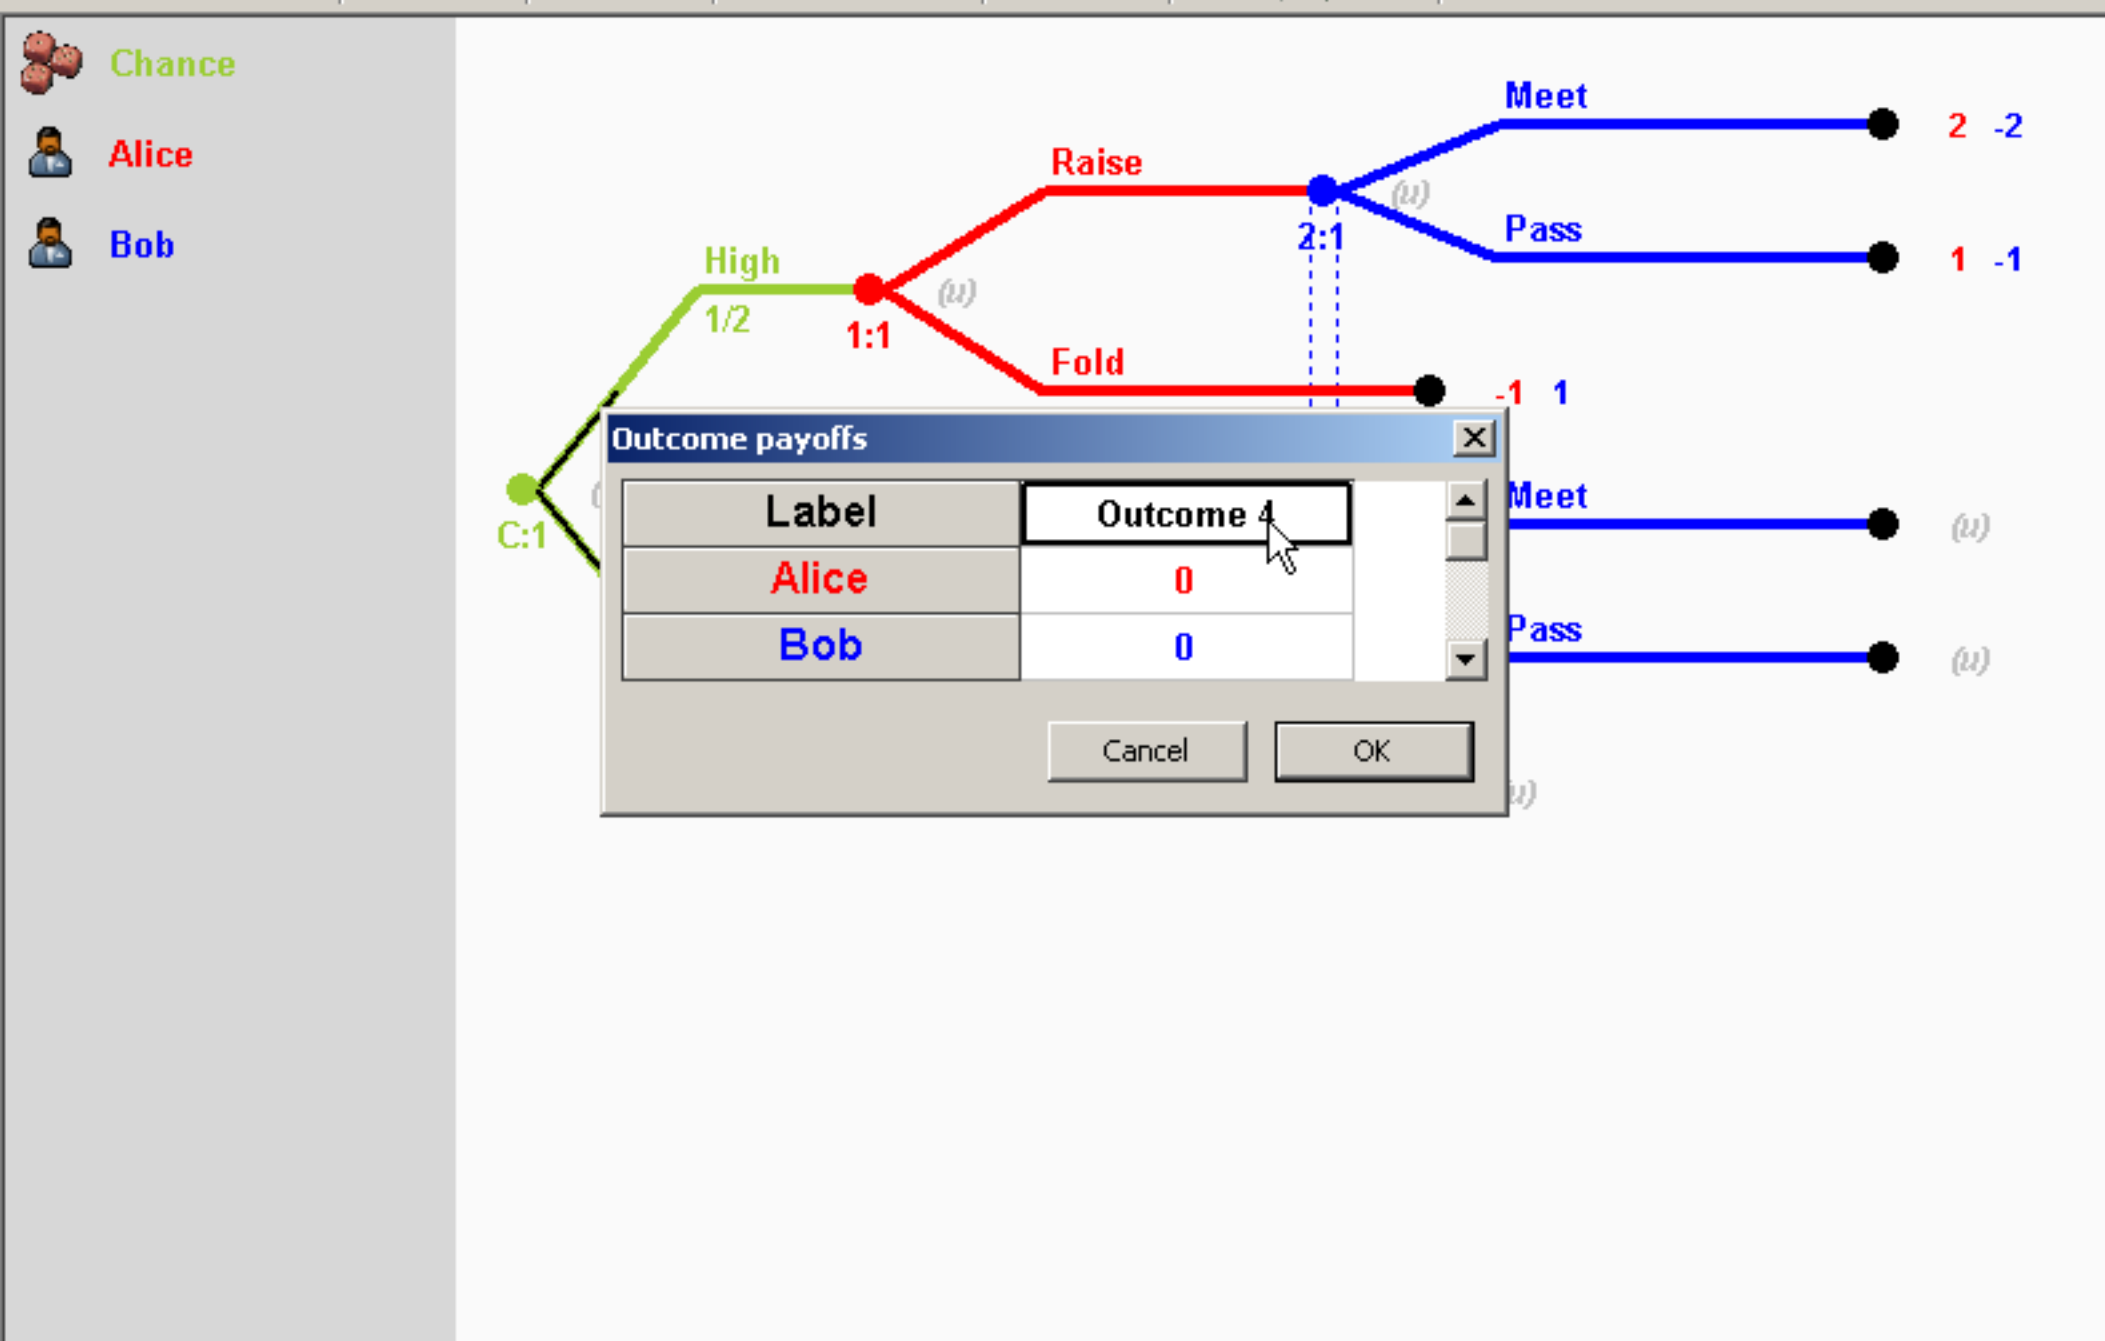 Chance
Alice
Bob
Meet
2 -2
Raise
(u)
Pass
2:1
1 -1
High
(u)
1/2
1:1
Fold
-1 1
Outcome payoffs
C:1
Label Outcome 4
Meet
(u)
Alice 0
Bob 0
Pass
(u)
Cancel OK
u)